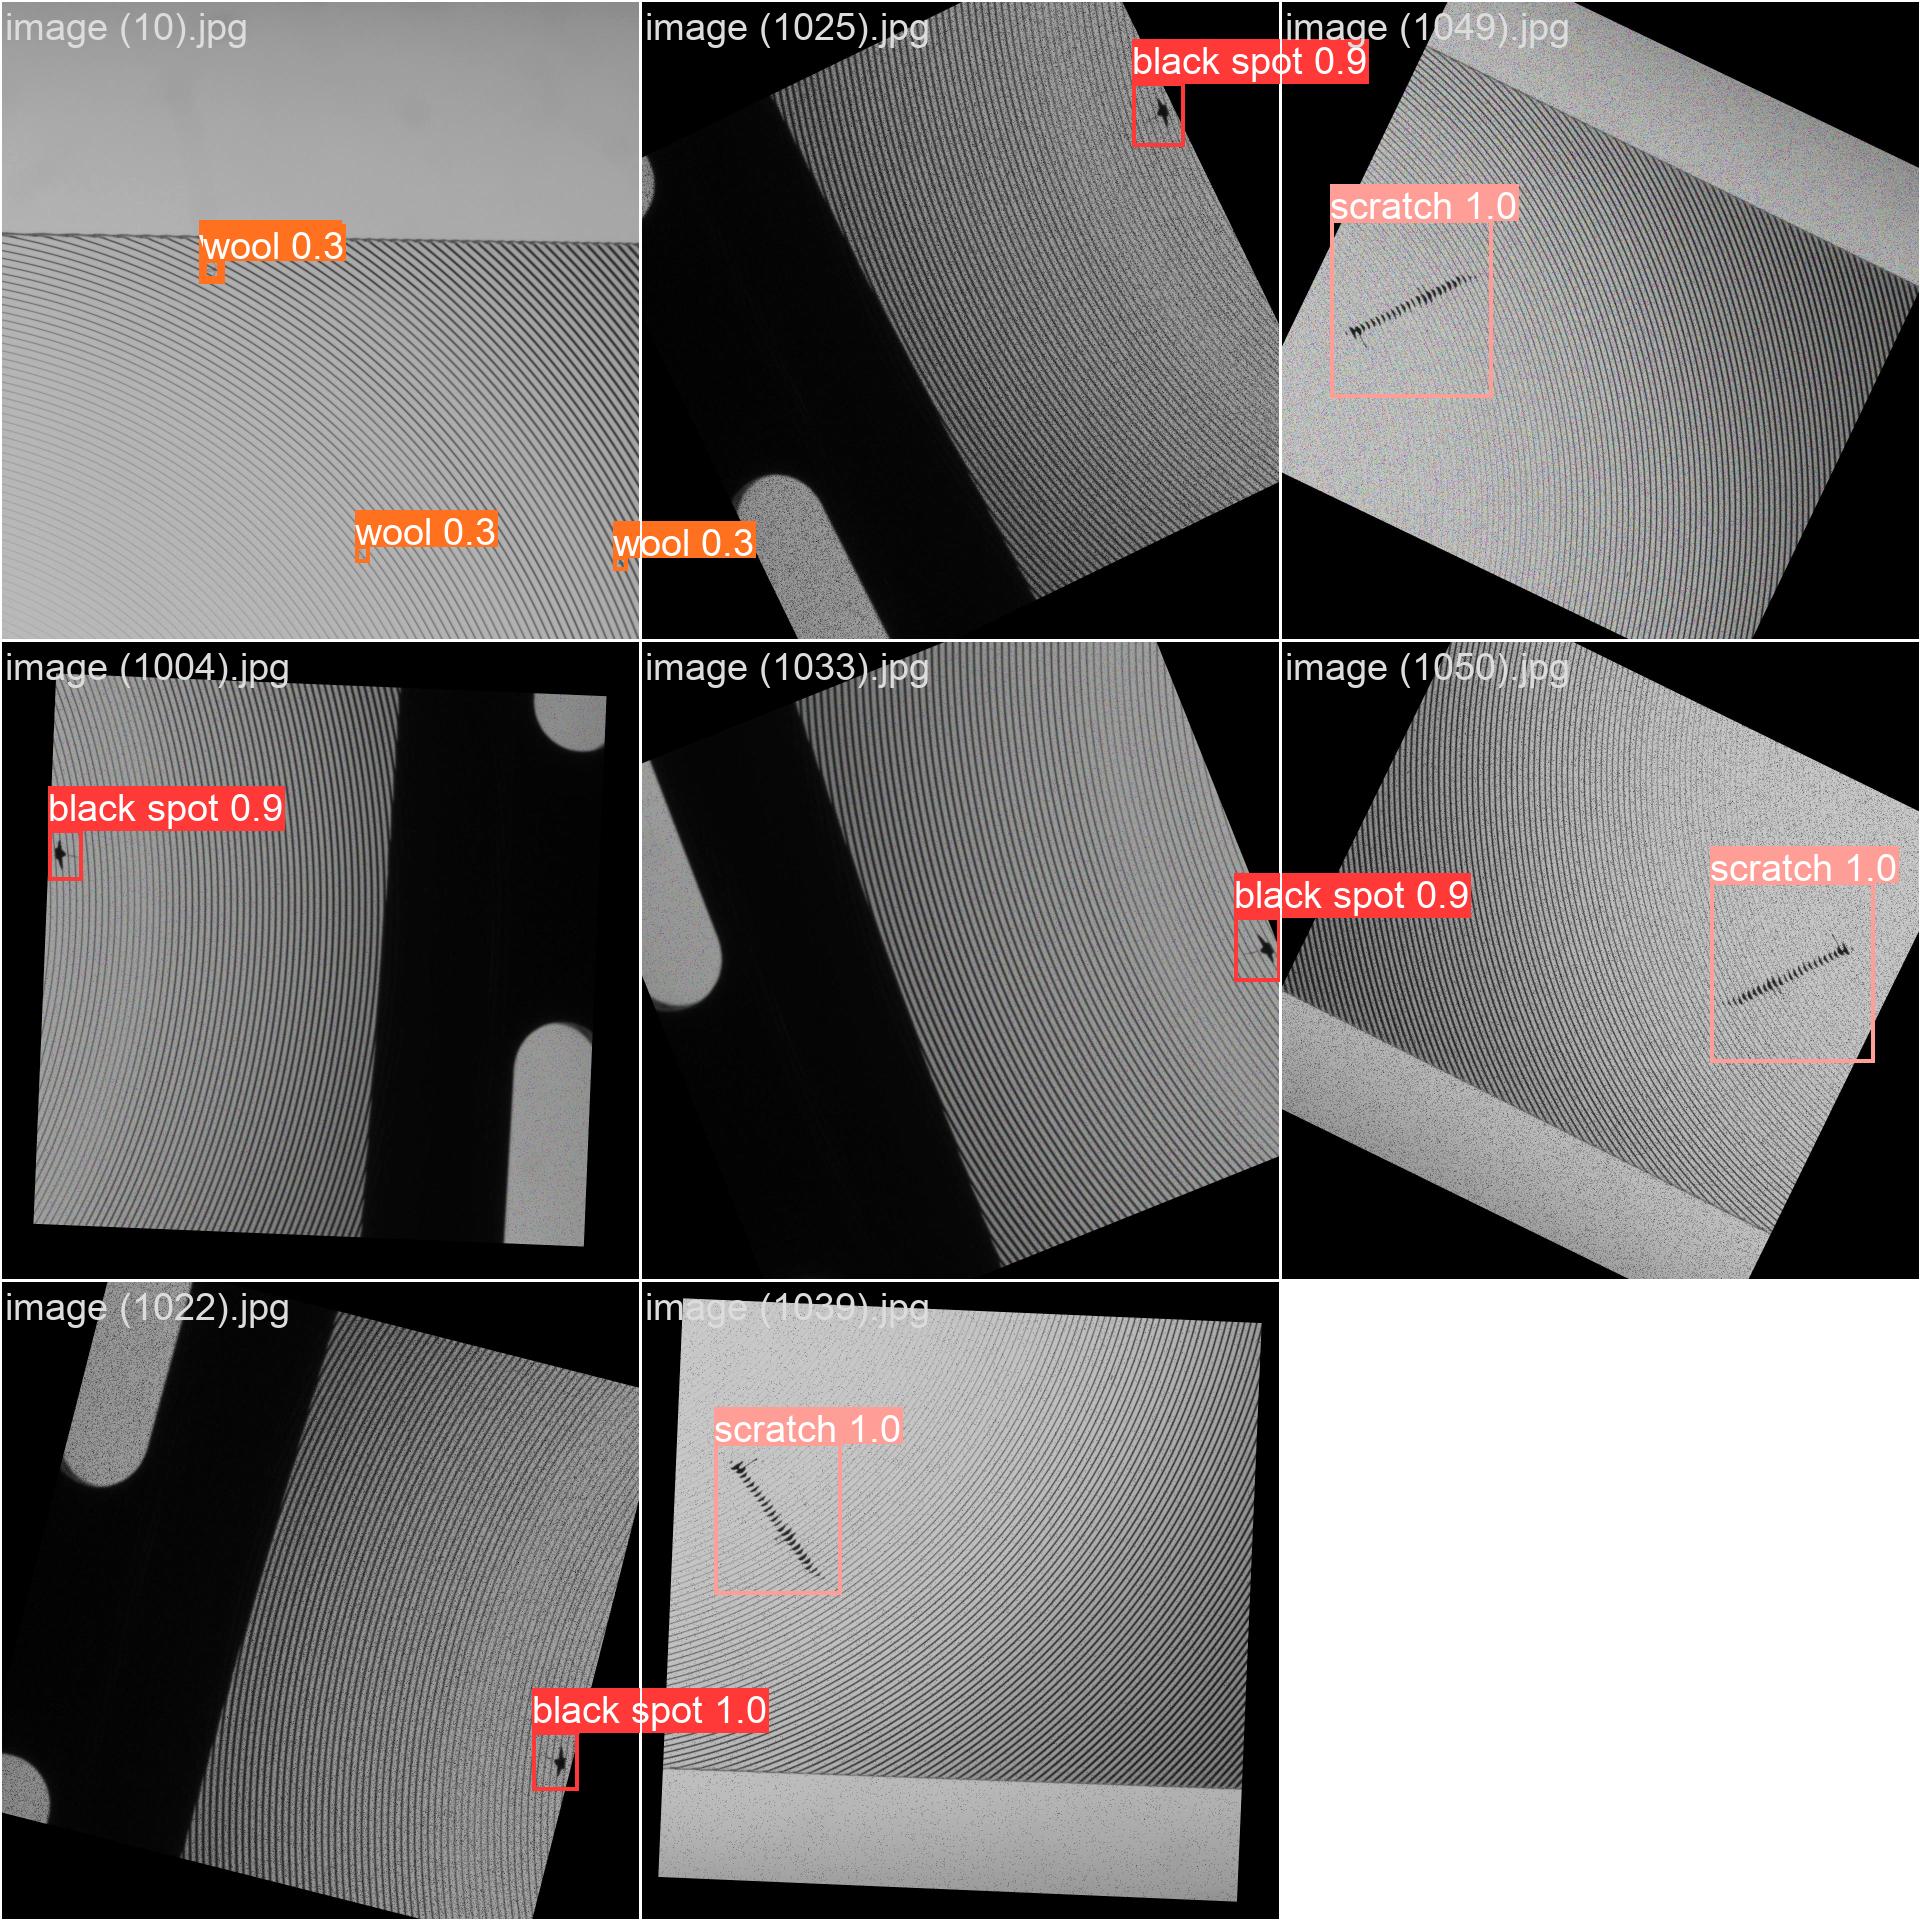 image (10).jpg
image (1025).jpg
image (1049).jpg
black spot 0.9
scratch 1.0
wool 0.3
wool 0.3
wool 0.3
image (1004).jpg
image (1033).jpg
image (1050).jpg
black spot 0.9
black spot 0.9
scratch 1.0
image (1022).jpg
image (1039).jpg
scratch 1.0
black spot 1.0